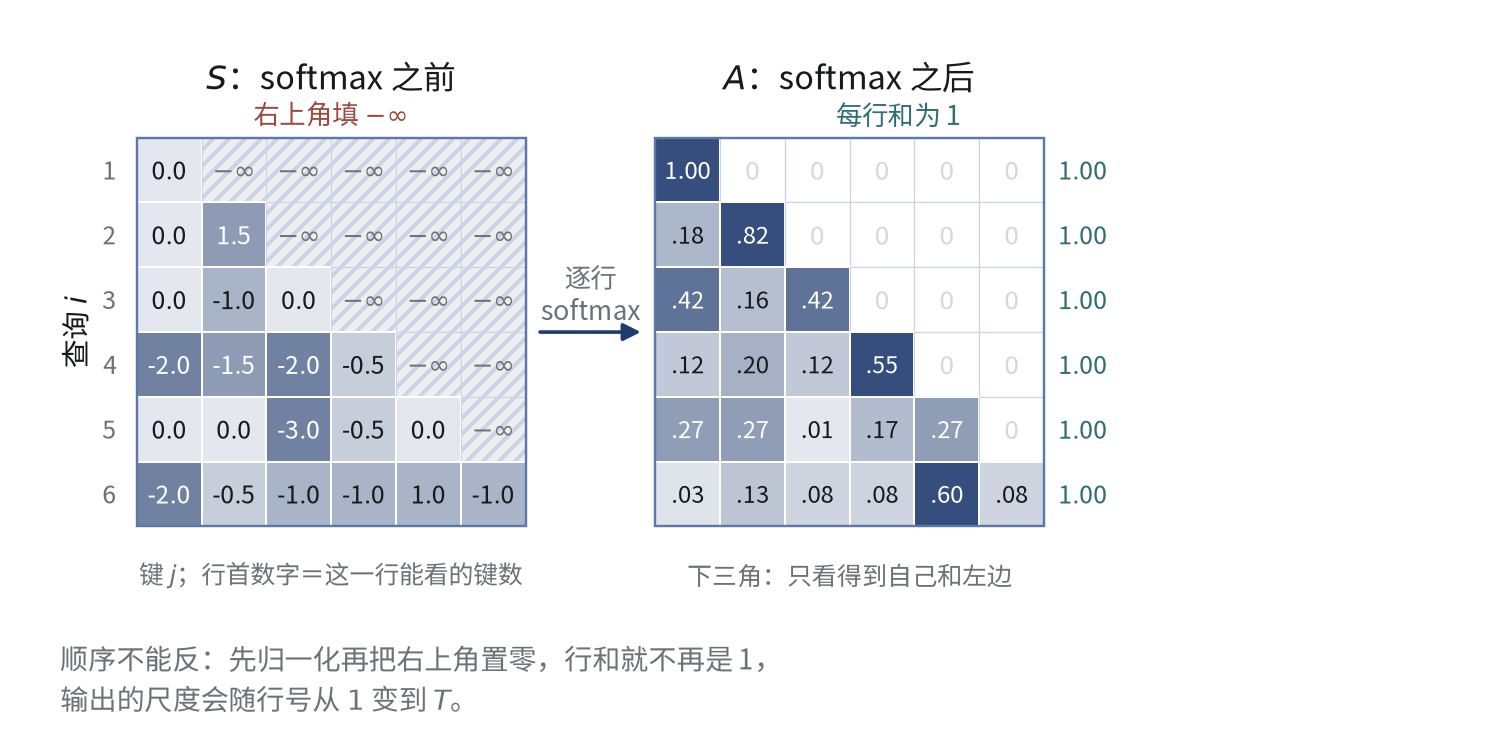 S：softmax 之前
右上角填 −∞
A：softmax 之后
每行和为 1
查询 i
1 0.0 −∞ −∞ −∞ −∞ −∞
2 0.0 1.5 −∞ −∞ −∞ −∞
3 0.0 -1.0 0.0 −∞ −∞ −∞
4 -2.0 -1.5 -2.0 -0.5 −∞ −∞
5 0.0 0.0 -3.0 -0.5 0.0 −∞
6 -2.0 -0.5 -1.0 -1.0 1.0 -1.0
逐行
softmax
1.00 0 0 0 0 0 1.00
.18 .82 0 0 0 0 1.00
.42 .16 .42 0 0 0 1.00
.12 .20 .12 .55 0 0 1.00
.27 .27 .01 .17 .27 0 1.00
.03 .13 .08 .08 .60 .08 1.00
键 j；行首数字＝这一行能看的键数
下三角：只看得到自己和左边
顺序不能反：先归一化再把右上角置零，行和就不再是 1，
输出的尺度会随行号从 1 变到 T。